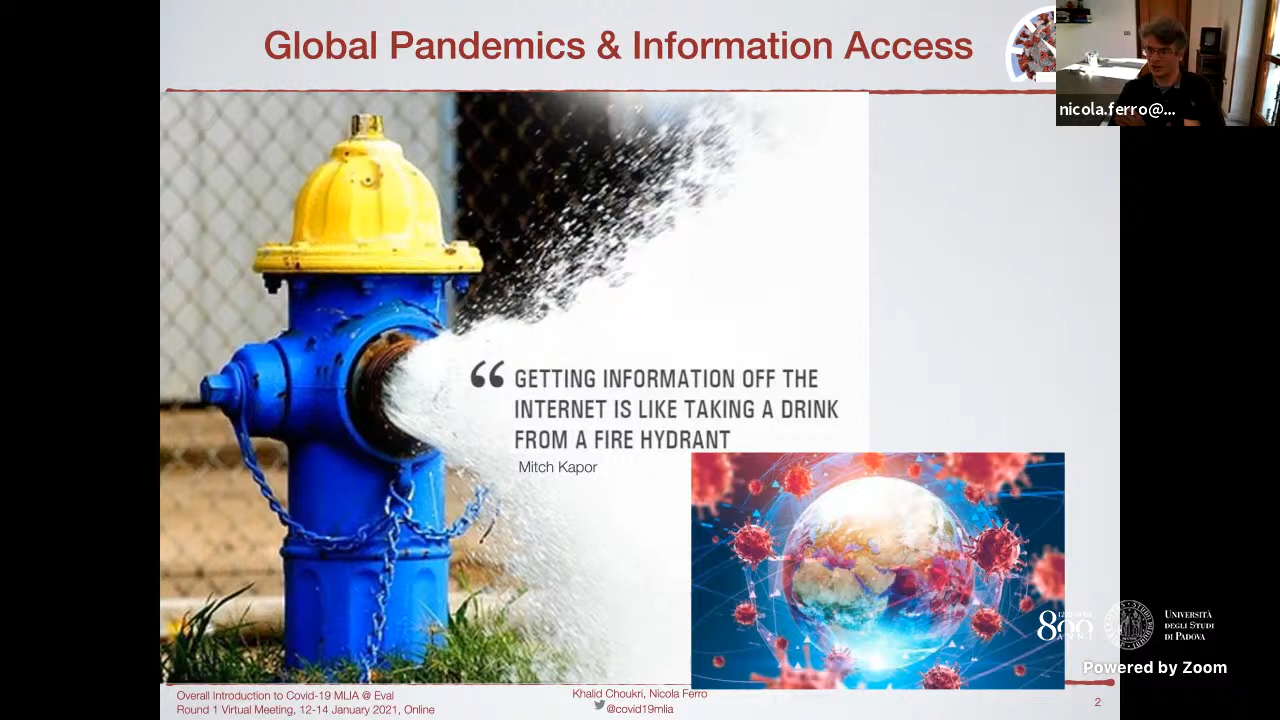 Global Pandemics & Information Access
nicola.ferro@...
“ GETTING INFORMATION OFF THE
INTERNET IS LIKE TAKING A DRINK
FROM A FIRE HYDRANT
Mitch Kapor
800
ANNI
UNIVERSITÀ
DEGLI STUDI
DI PADOVA
Powered by Zoom
Overall Introduction to Covid-19 MLIA @ Eval
Round 1 Virtual Meeting, 12-14 January 2021, Online
Khalid Choukri, Nicola Ferro
@covid19mlia
2